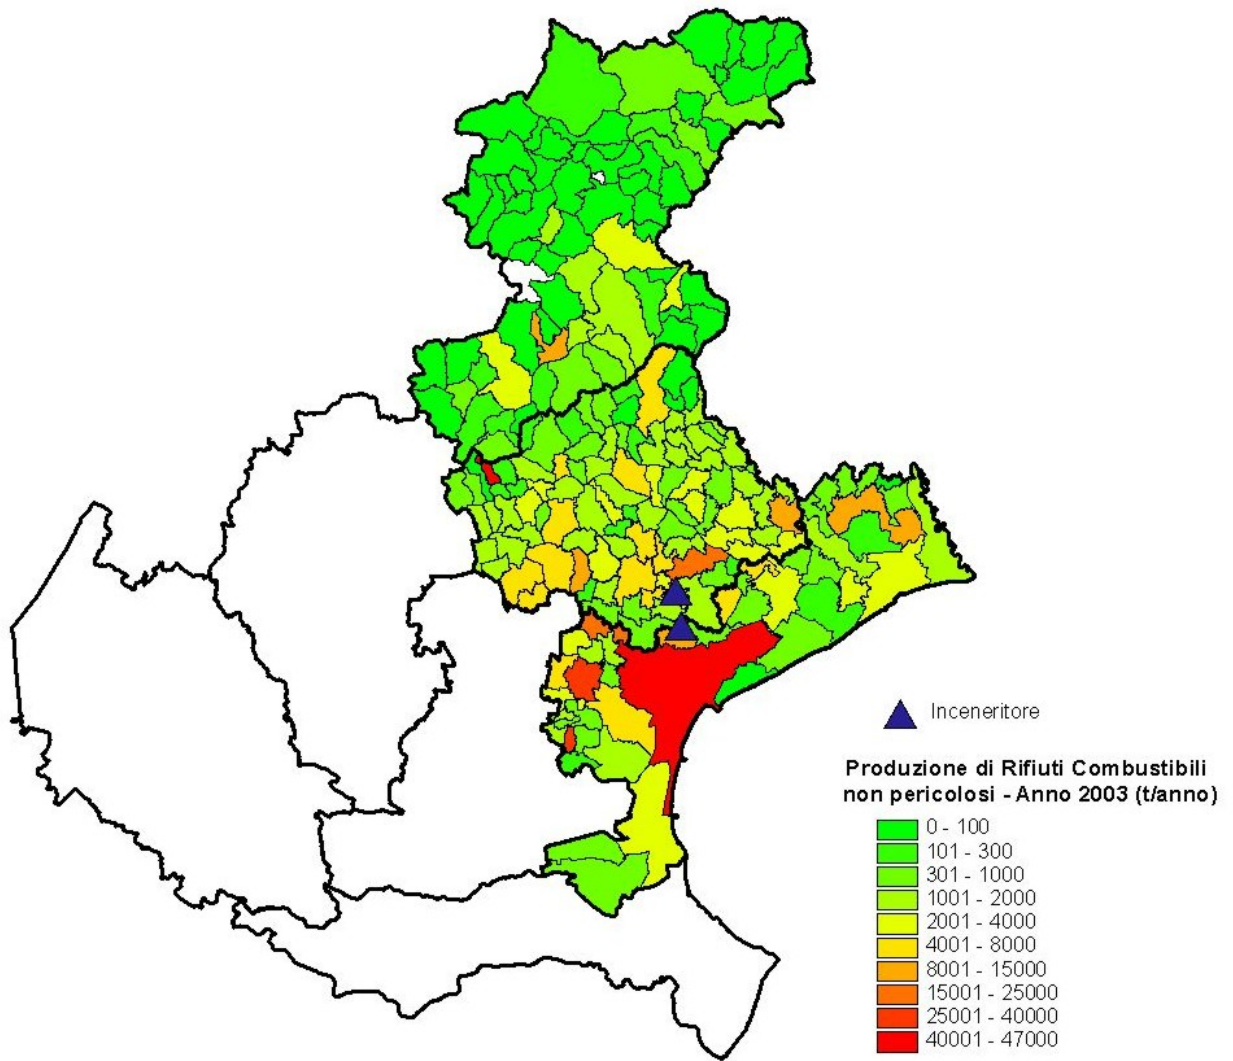 Inceneritore
Produzione di Rifiuti Combustibili
non pericolosi - Anno 2003 (t/anno)
0 - 100
101 - 300
301 - 1000
1001 - 2000
2001 - 4000
4001 - 8000
8001 - 15000
15001 - 25000
25001 - 40000
40001 - 47000